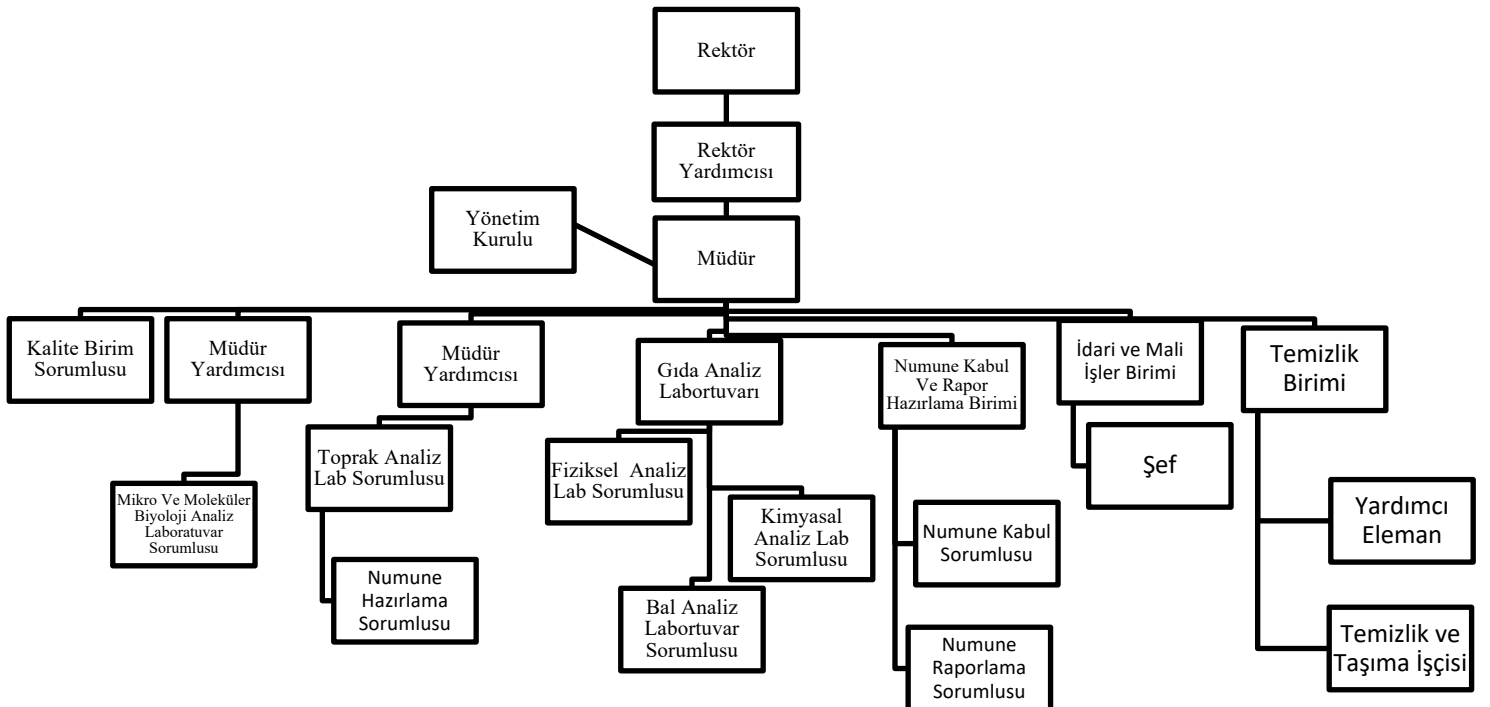 Rektör
Rektör
Yardımcısı
Yönetim
Kurulu
Müdür
Kalite Birim
Sorumlusu
Müdür
Yardımcısı
Müdür
Yardımcısı
Gıda Analiz
Labortuvarı
Numune Kabul
Ve Rapor
Hazırlama Birimi
İdari ve Mali
İşler Birimi
Temizlik
Birimi
Mikro Ve Moleküler
Biyoloji Analiz
Laboratuvar
Sorumlusu
Toprak Analiz
Lab Sorumlusu
Numune
Hazırlama
Sorumlusu
Fiziksel  Analiz
Lab Sorumlusu
Kimyasal
Analiz Lab
Sorumlusu
Bal Analiz
Labortuvar
Sorumlusu
Numune Kabul
Sorumlusu
Numune
Raporlama
Sorumlusu
Şef
Yardımcı
Eleman
Temizlik ve
Taşıma İşçisi